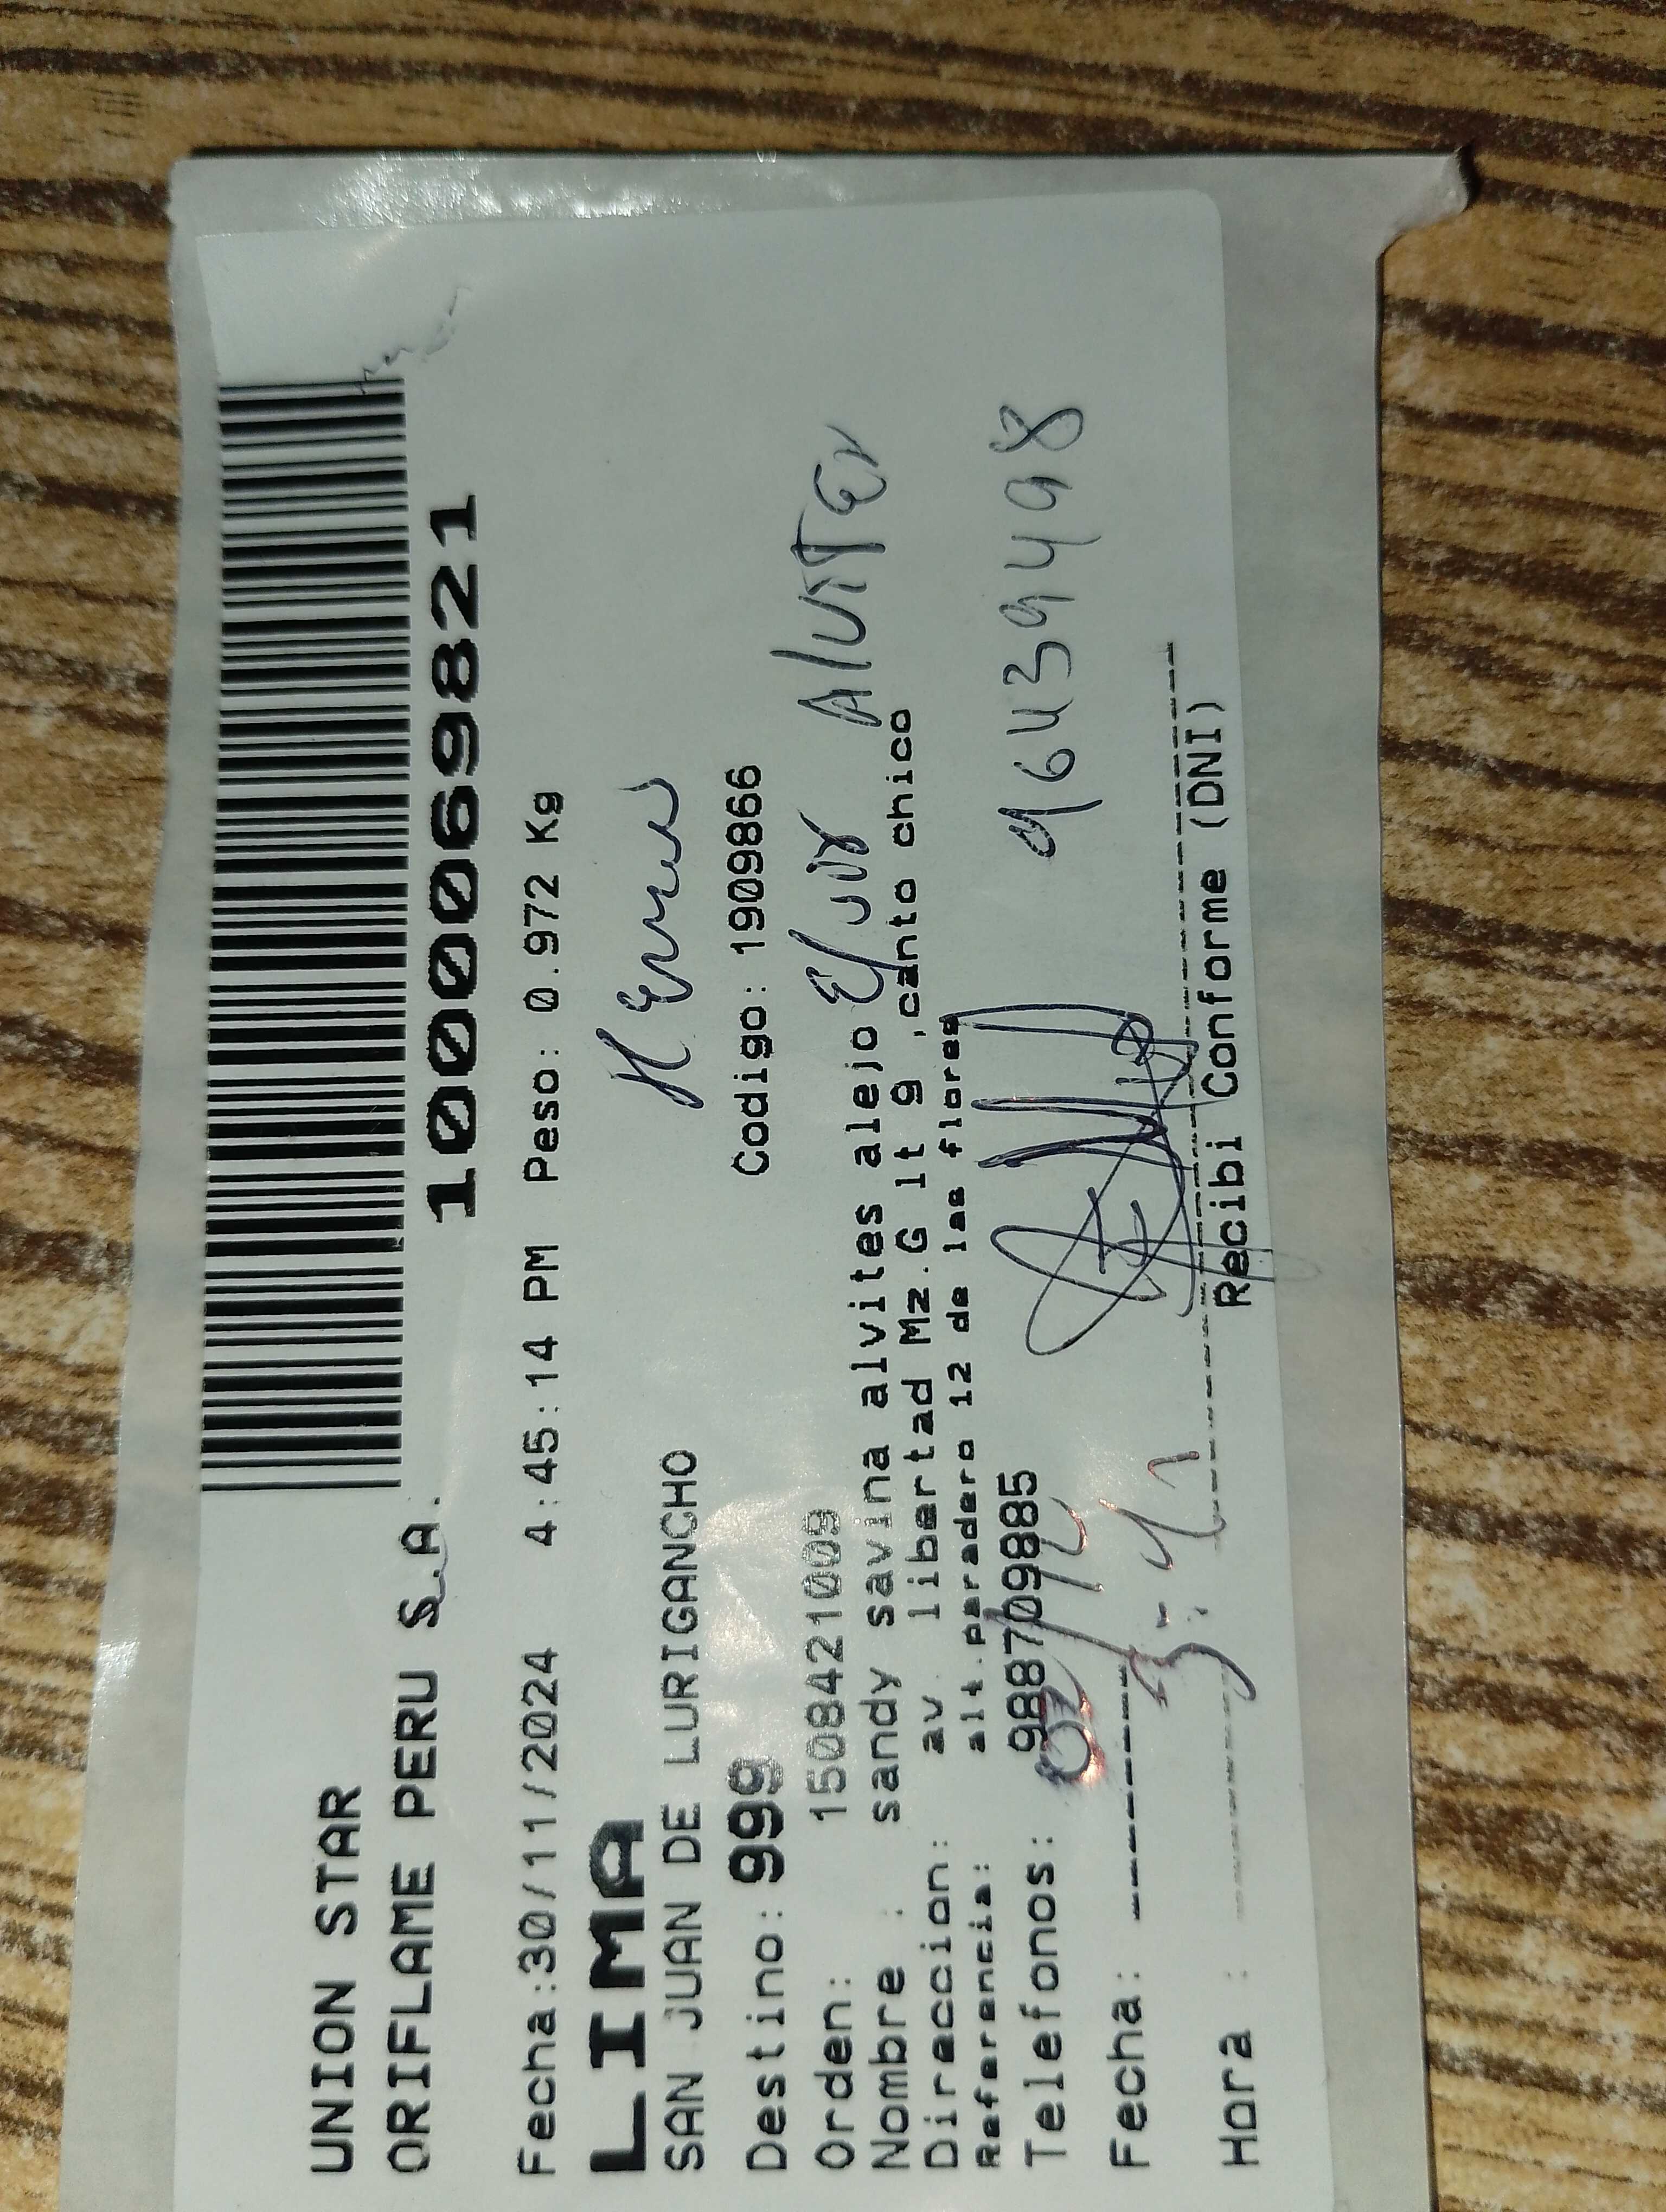 UNION STAR
ORIFLAME PERU S.A.
1000069821
Fecha:30/11/2024 4:45:14 PM Peso: 0.972 Kg
LIMA
SAN JUAN DE LURIGANCHO
Destino: 999 Codigo: 1909866
Orden: 1508421009
Nombre : sandy savina alvites alejo
Direccion: av. libertad Mz.G lt g ,canto chico
Referencia: alt.paradero 12 de las flores
Telefonos: 988709885
964394498
Fecha:
Hora :
Recibi Conforme (DNI)